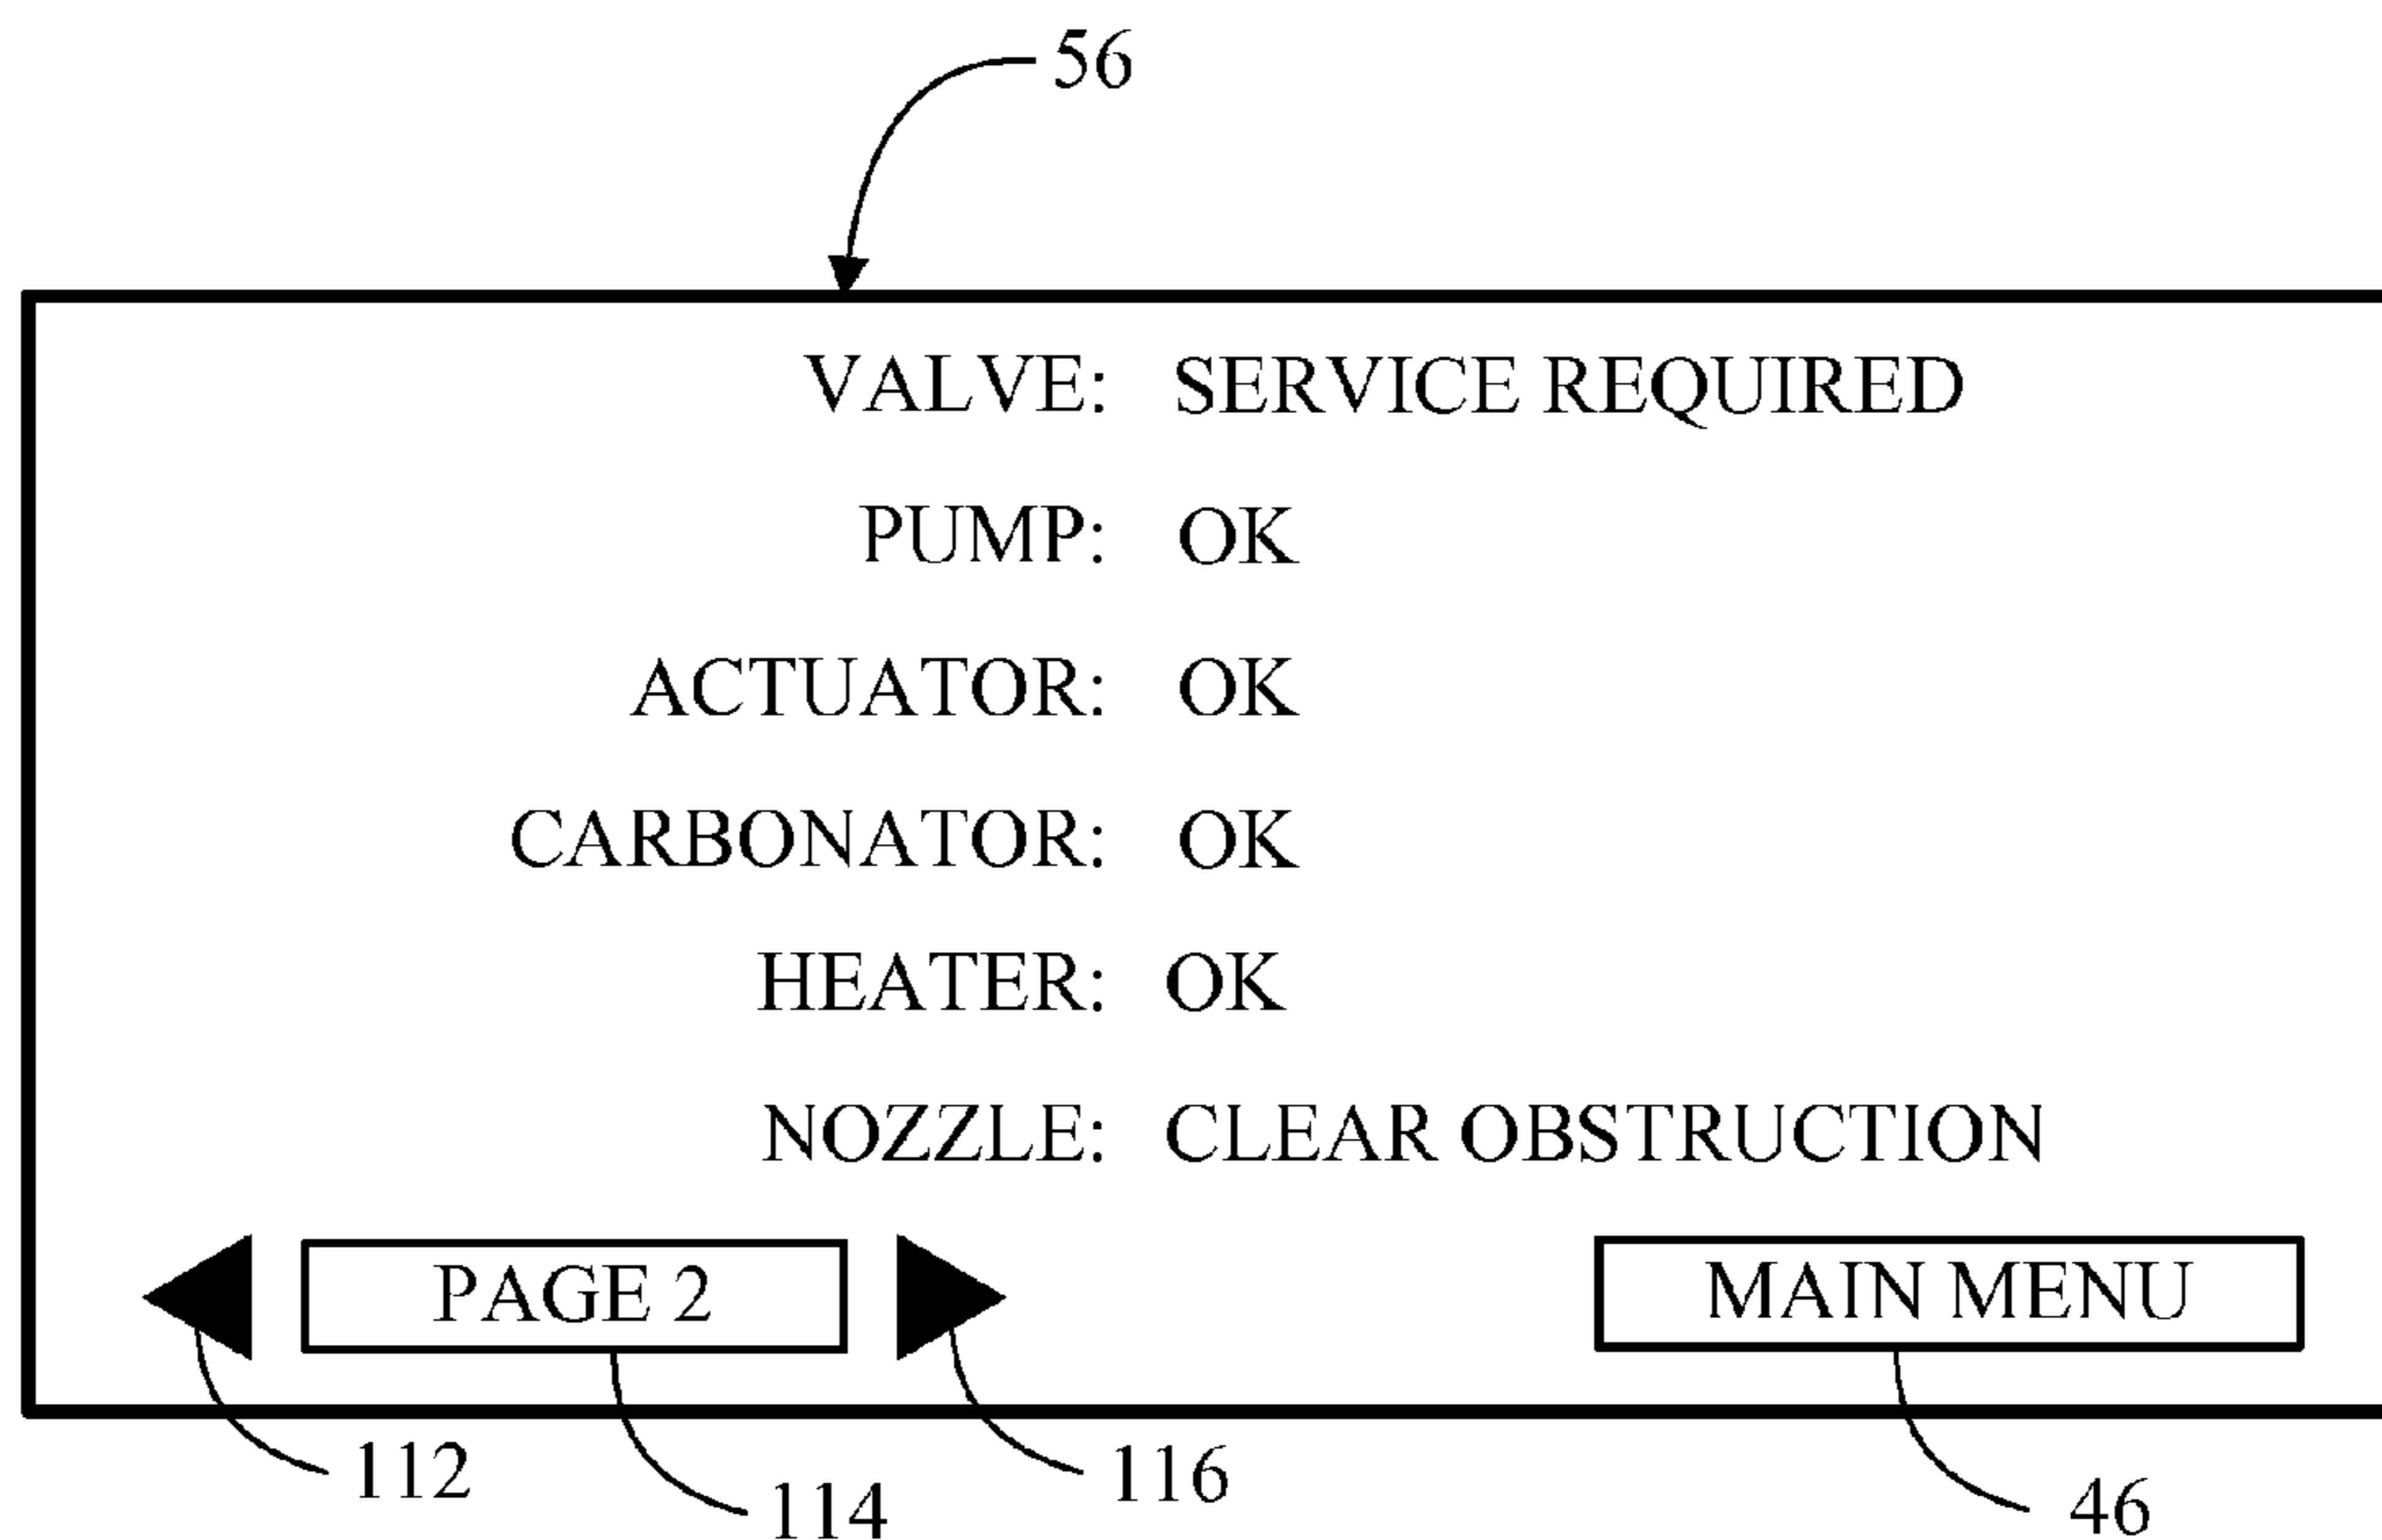 56
VALVE: SERVICE REQUIRED
PUMP: OK
ACTUATOR: OK
CARBONATOR: OK
HEATER: OK
NOZZLE: CLEAR OBSTRUCTION
PAGE 2 MAIN MENU
112 114 116 46